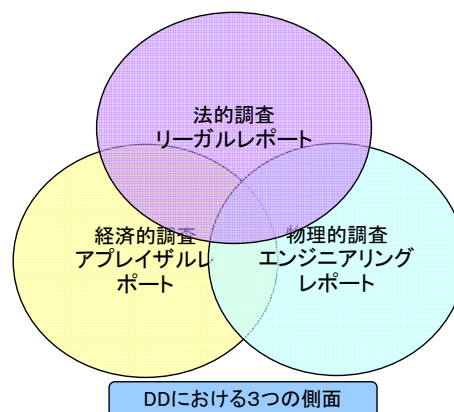 法的調査
リーガルレポート
経済的調査
アプレイザルレ
ポート
物理的調査
エンジニアリング
レポート
DDにおける3つの側面